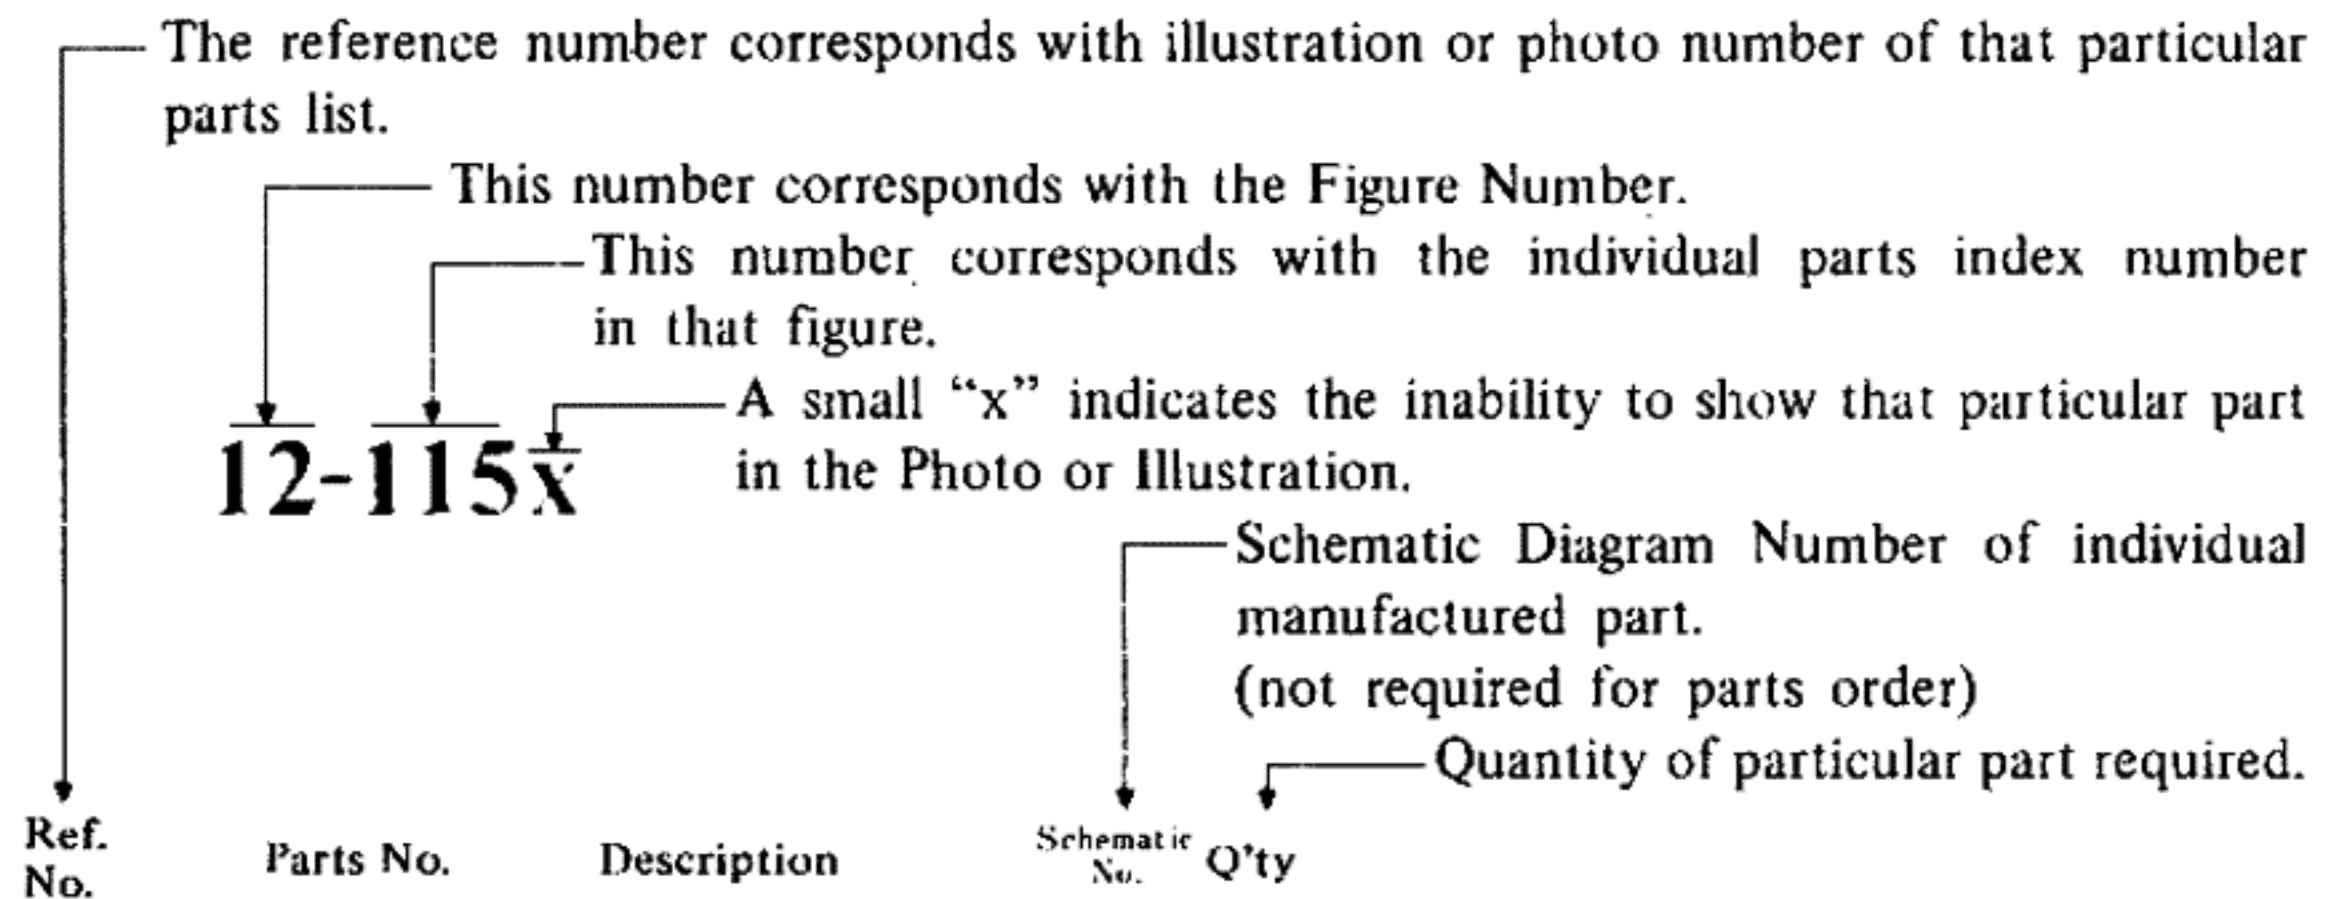 The reference number corresponds with illustration or photo number of that particular
parts list.
This number corresponds with the Figure Number.
This number corresponds with the individual parts index number
in that figure.
A small “x” indicates the inability to show that particular part
in the Photo or Illustration.
12-115x
Schematic Diagram Number of individual
manufactured part.
(not required for parts order)
Quantity of particular part required.
Ref.
No.
Parts No.
Description
Schematic
No.
Q'ty